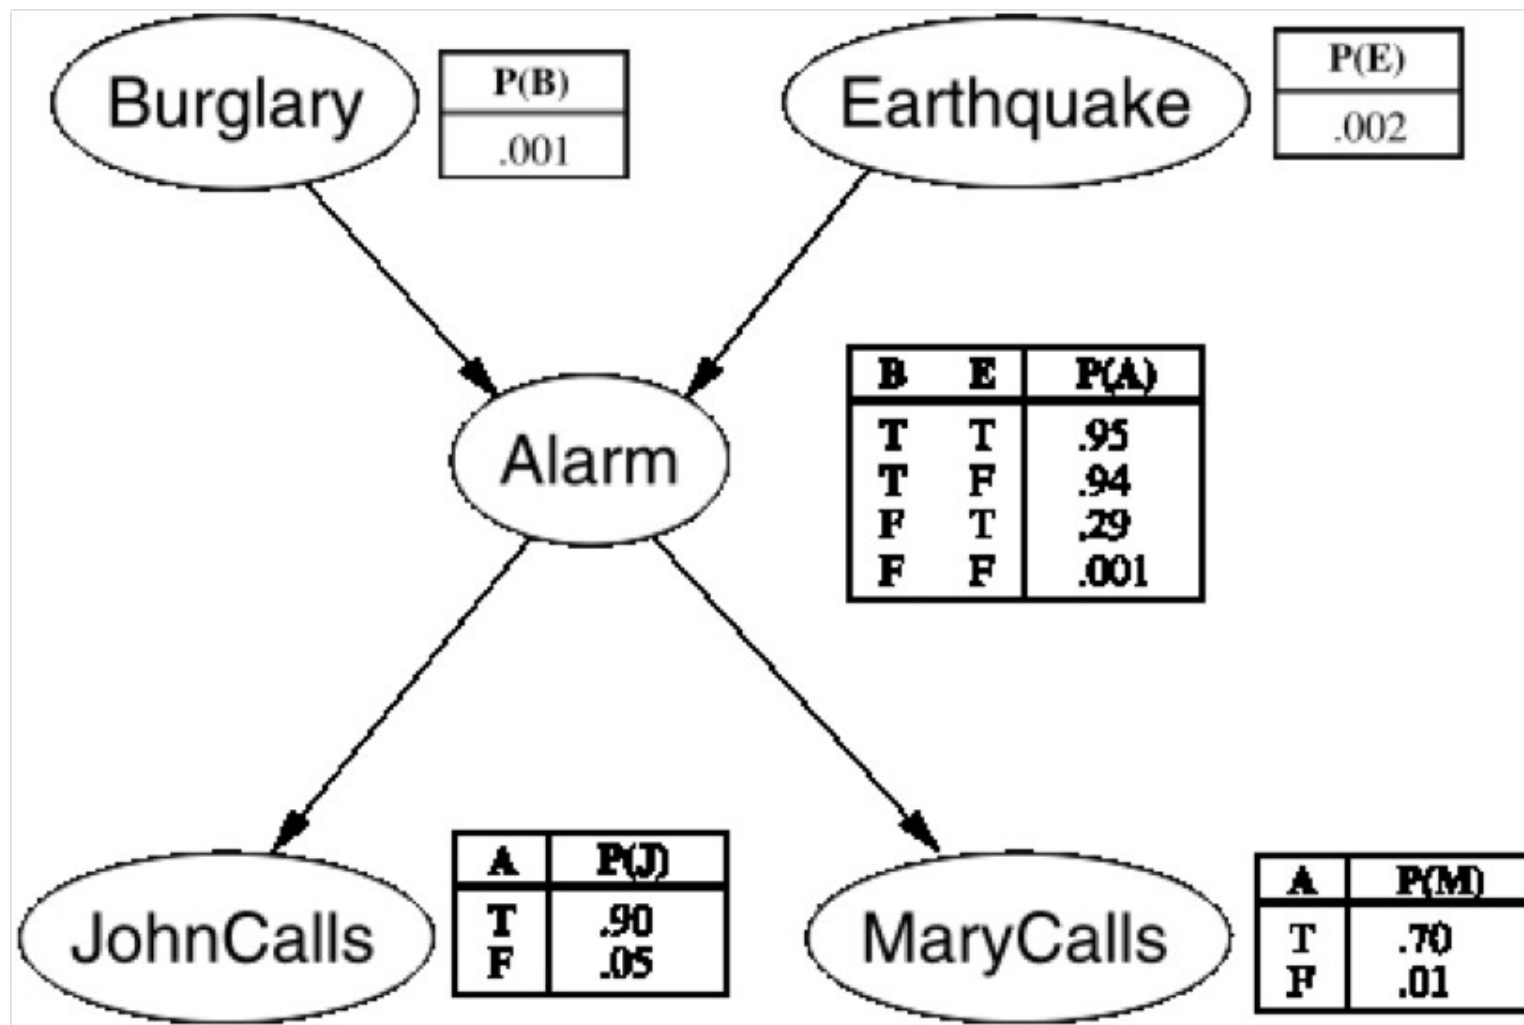 Burglary
P(B)
.001
Earthquake
P(E)
.002
Alarm
B E P(A)
T T .95
T F .94
F T .29
F F .001
JohnCalls
A P(J)
T .90
F .05
MaryCalls
A P(M)
T .70
F .01